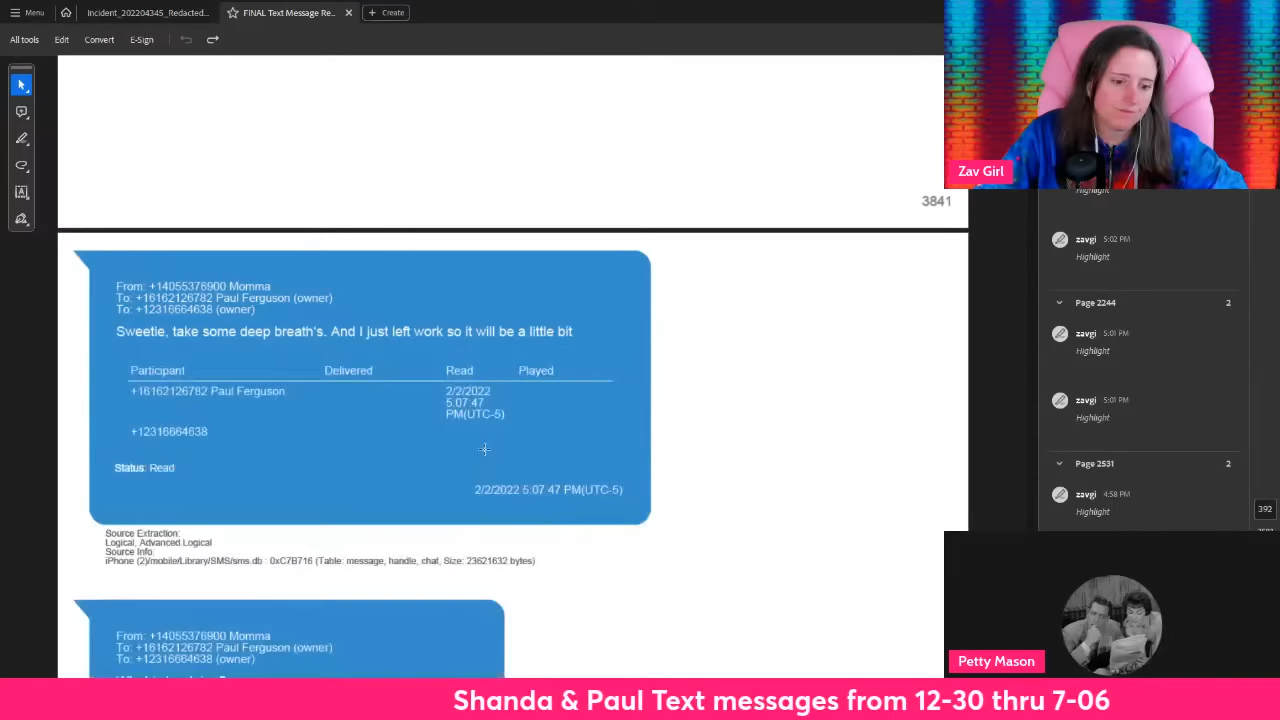 Menu
Incident_202204345_Redacted...
FINAL Text Message Re...
Create
All tools
Edit
Convert
E-Sign
3841
From: +14055376900 Momma
To: +16162126782 Paul Ferguson (owner)
To: +12316664638 (owner)
Sweetie, take some deep breath's. And I just left work so it will be a little bit
Participant Delivered Read Played
+16162126782 Paul Ferguson 2/2/2022
5:07:47
PM(UTC-5)
+12316664638
Status: Read
2/2/2022 5:07:47 PM(UTC-5)
Source Extraction:
Logical, Advanced Logical
Source Info:
iPhone (2)/mobile/Library/SMS/sms.db : 0xC7B716 (Table: message, handle, chat, Size: 23621632 bytes)
From: +14055376900 Momma
To: +16162126782 Paul Ferguson (owner)
To: +12316664638 (owner)
Zav Girl
Highlight
zavgi 5:02 PM
Highlight
Page 2244 2
zavgi 5:01 PM
Highlight
zavgi 5:01 PM
Highlight
Page 2531 2
zavgi 4:58 PM
Highlight
392
Petty Mason
Shanda & Paul Text messages from 12-30 thru 7-06